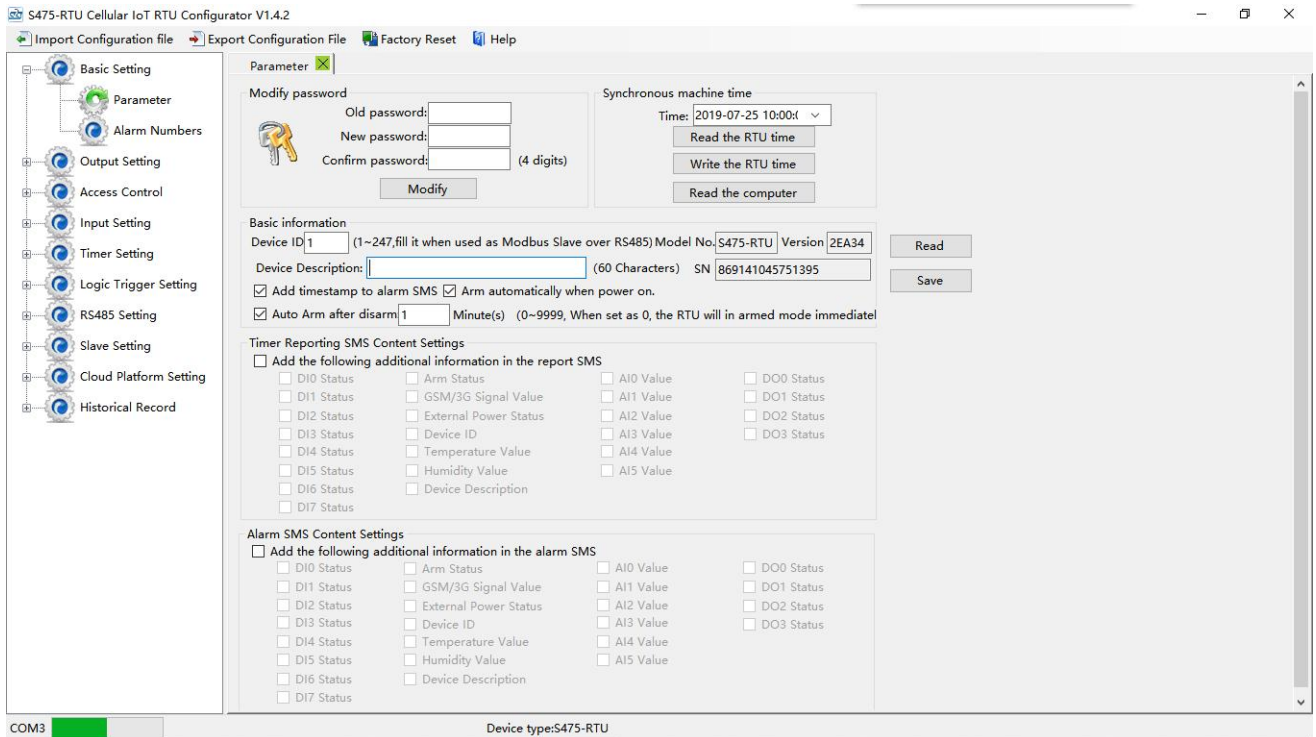 S475-RTU Cellular IoT RTU Configurator V1.4.2
Import Configuration file Export Configuration File Factory Reset Help
Basic Setting
Parameter
Alarm Numbers
Output Setting
Access Control
Input Setting
Timer Setting
Logic Trigger Setting
RS485 Setting
Slave Setting
Cloud Platform Setting
Historical Record
Parameter
Modify password
Old password:
New password:
Confirm password: (4 digits)
Modify
Synchronous machine time
Time: 2019-07-25 10:00:(
Read the RTU time
Write the RTU time
Read the computer
Basic information
Device ID 1 (1~247,fill it when used as Modbus Slave over RS485) Model No. S475-RTU Version 2EA34
Device Description: (60 Characters) SN 869141045751395
Add timestamp to alarm SMS Arm automatically when power on.
Auto Arm after disarm 1 Minute(s) (0~9999, When set as 0, the RTU will in armed mode immediatel
Read
Save
Timer Reporting SMS Content Settings
Add the following additional information in the report SMS
DI0 Status Arm Status AI0 Value DO0 Status
DI1 Status GSM/3G Signal Value AI1 Value DO1 Status
DI2 Status External Power Status AI2 Value DO2 Status
DI3 Status Device ID AI3 Value DO3 Status
DI4 Status Temperature Value AI4 Value
DI5 Status Humidity Value AI5 Value
DI6 Status Device Description
DI7 Status
Alarm SMS Content Settings
Add the following additional information in the alarm SMS
DI0 Status Arm Status AI0 Value DO0 Status
DI1 Status GSM/3G Signal Value AI1 Value DO1 Status
DI2 Status External Power Status AI2 Value DO2 Status
DI3 Status Device ID AI3 Value DO3 Status
DI4 Status Temperature Value AI4 Value
DI5 Status Humidity Value AI5 Value
DI6 Status Device Description
DI7 Status
COM3 Device type:S475-RTU